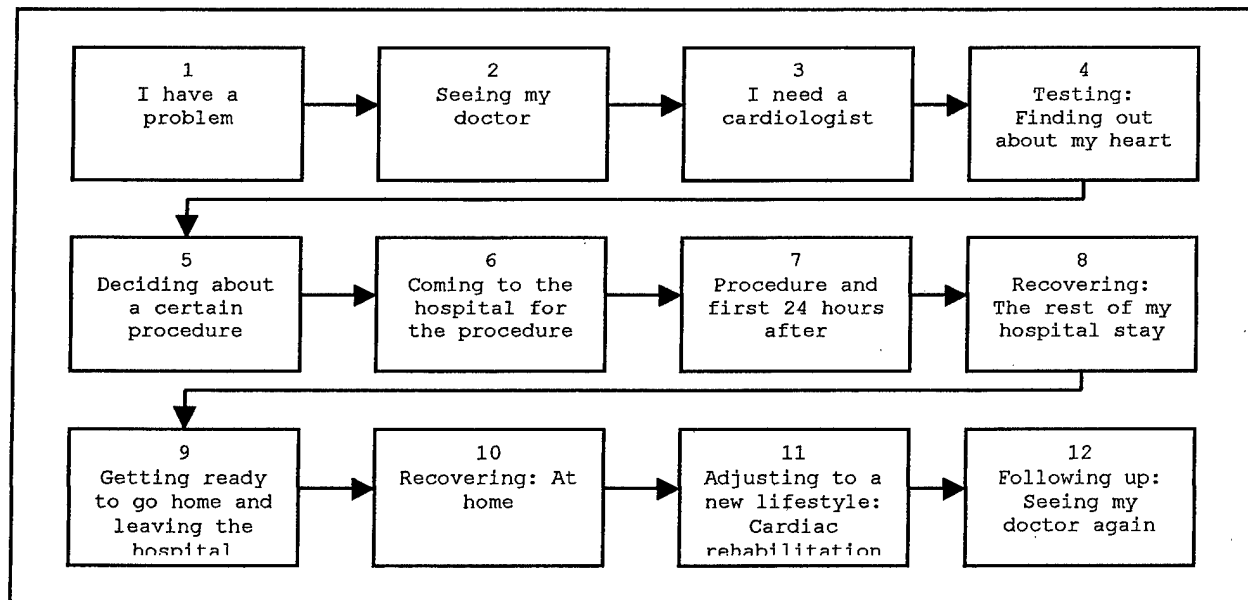 1
I have a
problem
2
Seeing my
doctor
3
I need a
cardiologist
4
Testing:
Finding out
about my heart
5
Deciding about
a certain
procedure
6
Coming to the
hospital for
the procedure
7
Procedure and
first 24 hours
after
8
Recovering:
The rest of my
hospital stay
9
Getting ready
to go home and
leaving the
hospital
10
Recovering: At
home
11
Adjusting to a
new lifestyle:
Cardiac
rehabilitation
12
Following up:
Seeing my
doctor again